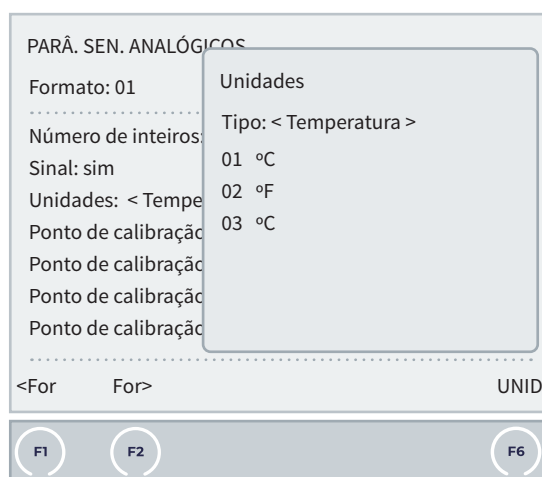 PARÂ. SEN. ANALÓGICOS
Formato: 01
Número de inteiros:
Sinal: sim
Unidades: < Tempe
Ponto de calibração
Ponto de calibração
Ponto de calibração
Ponto de calibração
Unidades
Tipo: < Temperatura >
01 ºC
02 ºF
03 ºC
<For For> UNID
F1 F2 F6